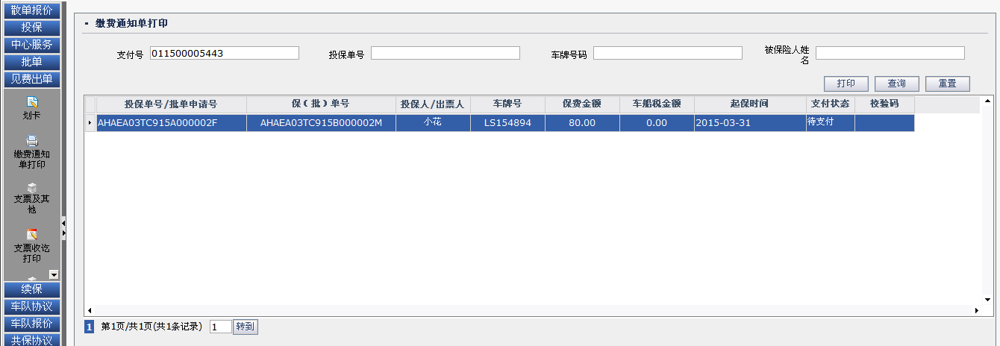 散单报价
投保
中心服务
批单
见费出单
划卡
缴费通知
单打印
支票及其
他
支票收讫
打印
续保
车队协议
车队报价
共保协议
缴费通知单打印
支付号 011500005443 投保单号 车牌号码 被保险人姓
名
打印 查询 重置
投保单号/批单申请号 保(批)单号 投保人/出票人 车牌号 保费金额 车船税金额 起保时间 支付状态 校验码
AHAEA03TC915A000002F AHAEA03TC915B000002M 小花 LS154894 80.00 0.00 2015-03-31 待支付
1 第1页/共1页(共1条记录) 1 转到